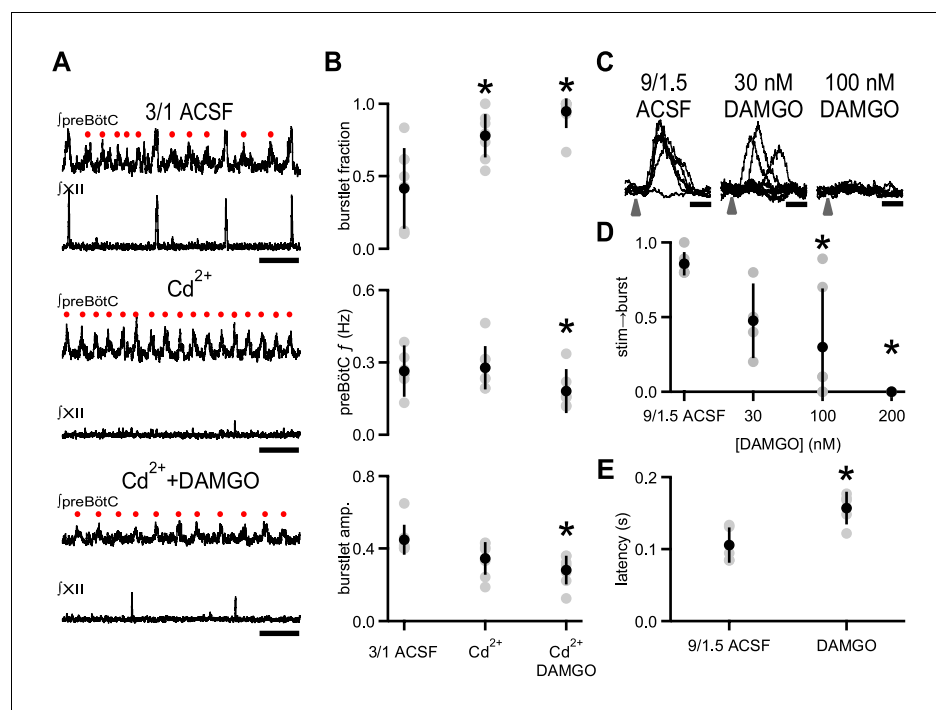 A
3/1 ACSF
∫preBötC
∫XII
Cd²⁺
∫preBötC
∫XII
Cd²⁺+DAMGO
∫preBötC
∫XII
B
*
*
1.0
0.5
0.0
burstlet fraction
0.6
0.3
0.0
preBötC ƒ (Hz)
*
0.8
0.4
0.0
burstlet amp.
*
3/1 ACSF
Cd²⁺
Cd²⁺
DAMGO
C
9/1.5
ACSF
30 nM
DAMGO
100 nM
DAMGO
D
1.0
0.5
0.0
stim→burst
*
*
9/1.5 ACSF
30
100
200
[DAMGO] (nM)
E
0.2
0.1
0.0
latency (s)
*
9/1.5 ACSF
DAMGO